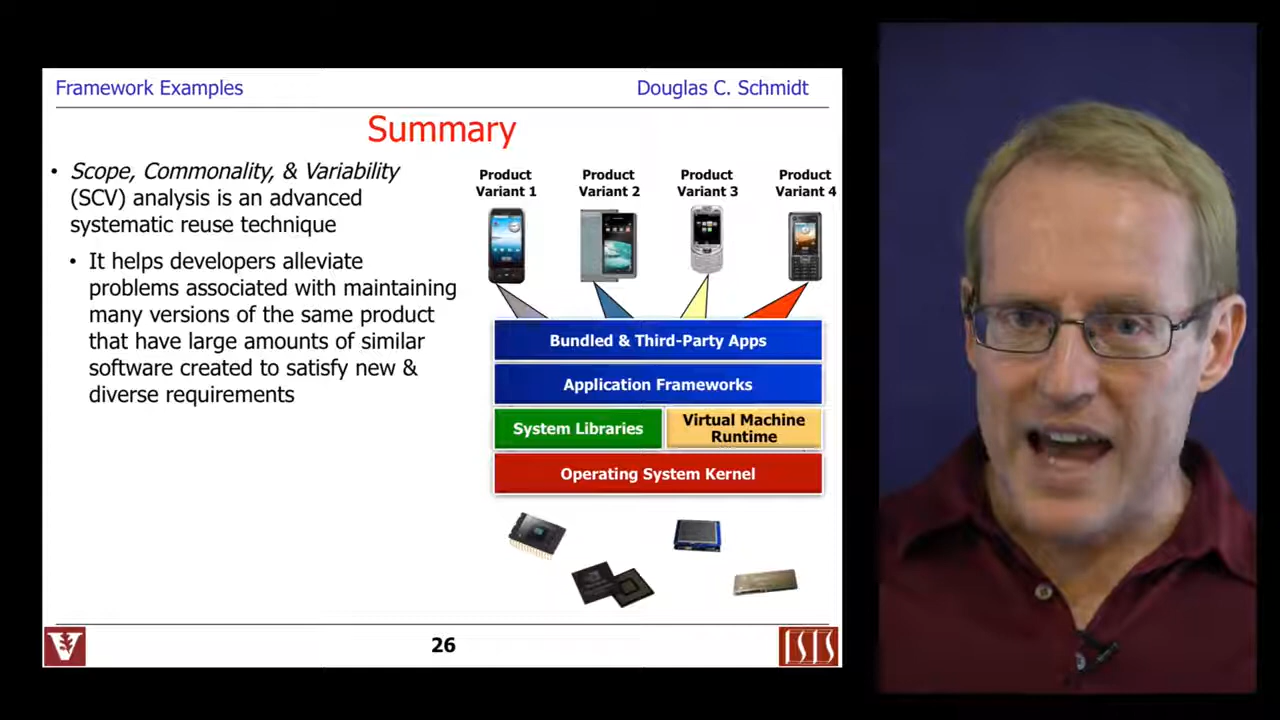 Framework Examples
Douglas C. Schmidt
Summary
• Scope, Commonality, & Variability
(SCV) analysis is an advanced
systematic reuse technique
• It helps developers alleviate
problems associated with maintaining
many versions of the same product
that have large amounts of similar
software created to satisfy new &
diverse requirements
Product
Variant 1
Product
Variant 2
Product
Variant 3
Product
Variant 4
Bundled & Third-Party Apps
Application Frameworks
System Libraries
Virtual Machine
Runtime
Operating System Kernel
V
26
ISIS